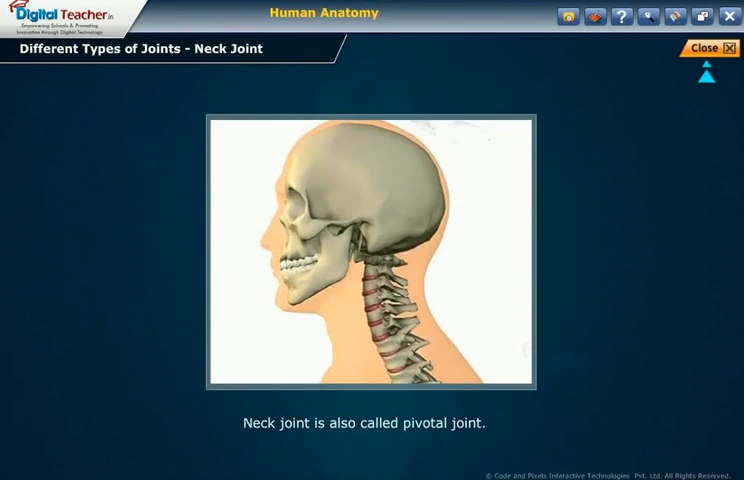 Digital Teacher.in
Empowering Schools & Promoting
Innovation through Digital Technology
Human Anatomy
Different Types of Joints - Neck Joint
Close
Neck joint is also called pivotal joint.
© Code and Pixels Interactive Technologies Pvt. Ltd. All Rights Reserved.